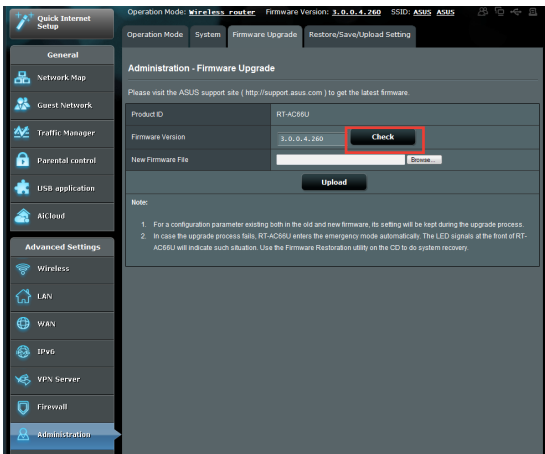 Quick Internet
Setup
Operation Mode: Wireless router Firmware Version: 3.0.0.4.260 SSID: ASUS ASUS
Operation Mode System Firmware Upgrade Restore/Save/Upload Setting
General
Network Map
Guest Network
Traffic Manager
Parental control
USB application
AiCloud
Advanced Settings
Wireless
LAN
WAN
IPv6
VPN Server
Firewall
Administration
Administration - Firmware Upgrade
Please visit the ASUS support site ( http://support.asus.com ) to get the latest firmware.
Product ID RT-AC66U
Firmware Version 3.0.0.4.260 Check
New Firmware File Browse...
Upload
Note:
1. For a configuration parameter existing both in the old and new firmware, its setting will be kept during the upgrade process.
2. In case the upgrade process fails, RT-AC66U enters the emergency mode automatically. The LED signals at the front of RT-
AC66U will indicate such situation. Use the Firmware Restoration utility on the CD to do system recovery.